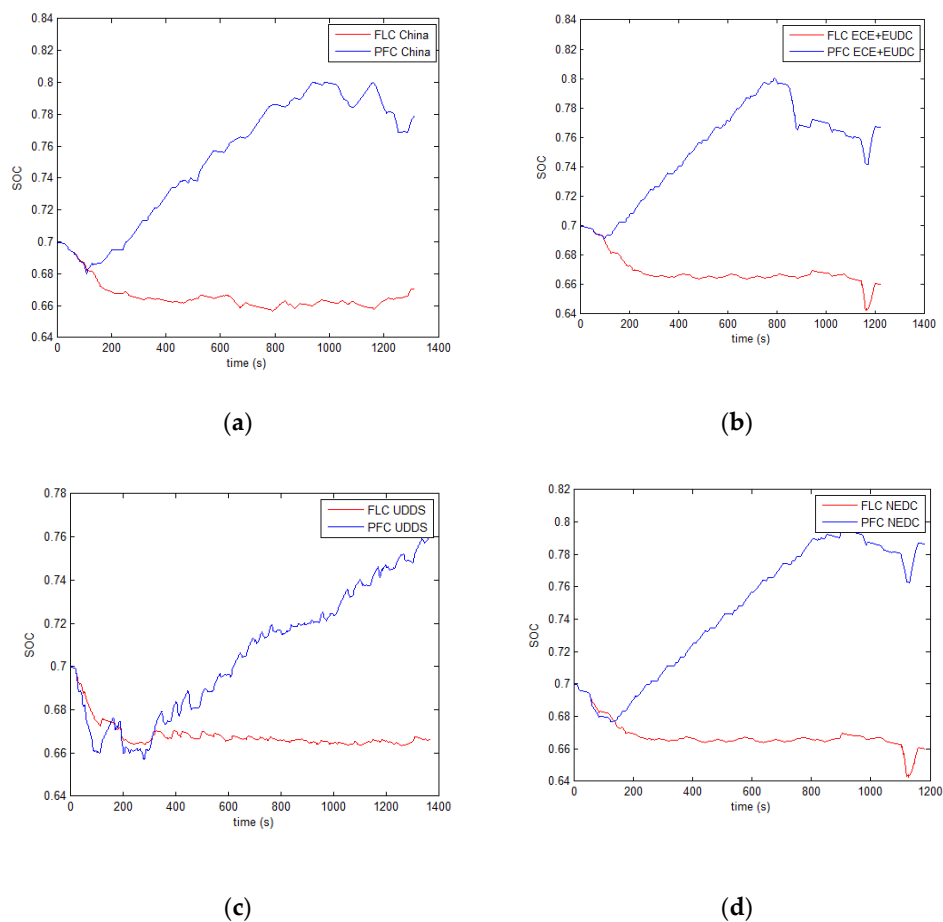 0.84
0.82
0.8
0.78
0.76
0.74
0.72
0.7
0.68
0.66
0.64
SOC
0 200 400 600 800 1000 1200 1400
time (s)
FLC China
PFC China
(a)
0.84
0.82
0.8
0.78
0.76
0.74
0.72
0.7
0.68
0.66
0.64
SOC
0 200 400 600 800 1000 1200 1400
time (s)
FLC ECE+EUDC
PFC ECE+EUDC
(b)
0.78
0.76
0.74
0.72
0.7
0.68
0.66
0.64
SOC
0 200 400 600 800 1000 1200 1400
time (s)
FLC UDDS
PFC UDDS
(c)
0.82
0.8
0.78
0.76
0.74
0.72
0.7
0.68
0.66
0.64
SOC
0 200 400 600 800 1000 1200
time (s)
FLC NEDC
PFC NEDC
(d)